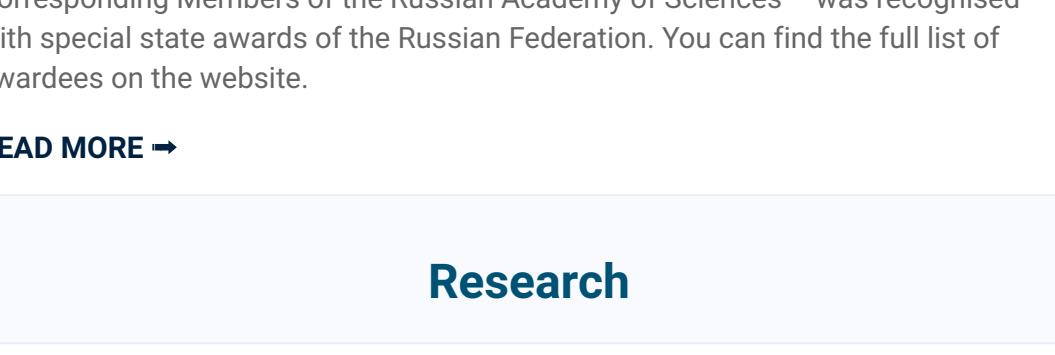 orresponding Members of the Russian Academy of Sciences — was recognised
ith special state awards of the Russian Federation. You can find the full list of
wardees on the website.
EAD MORE ➡
Research